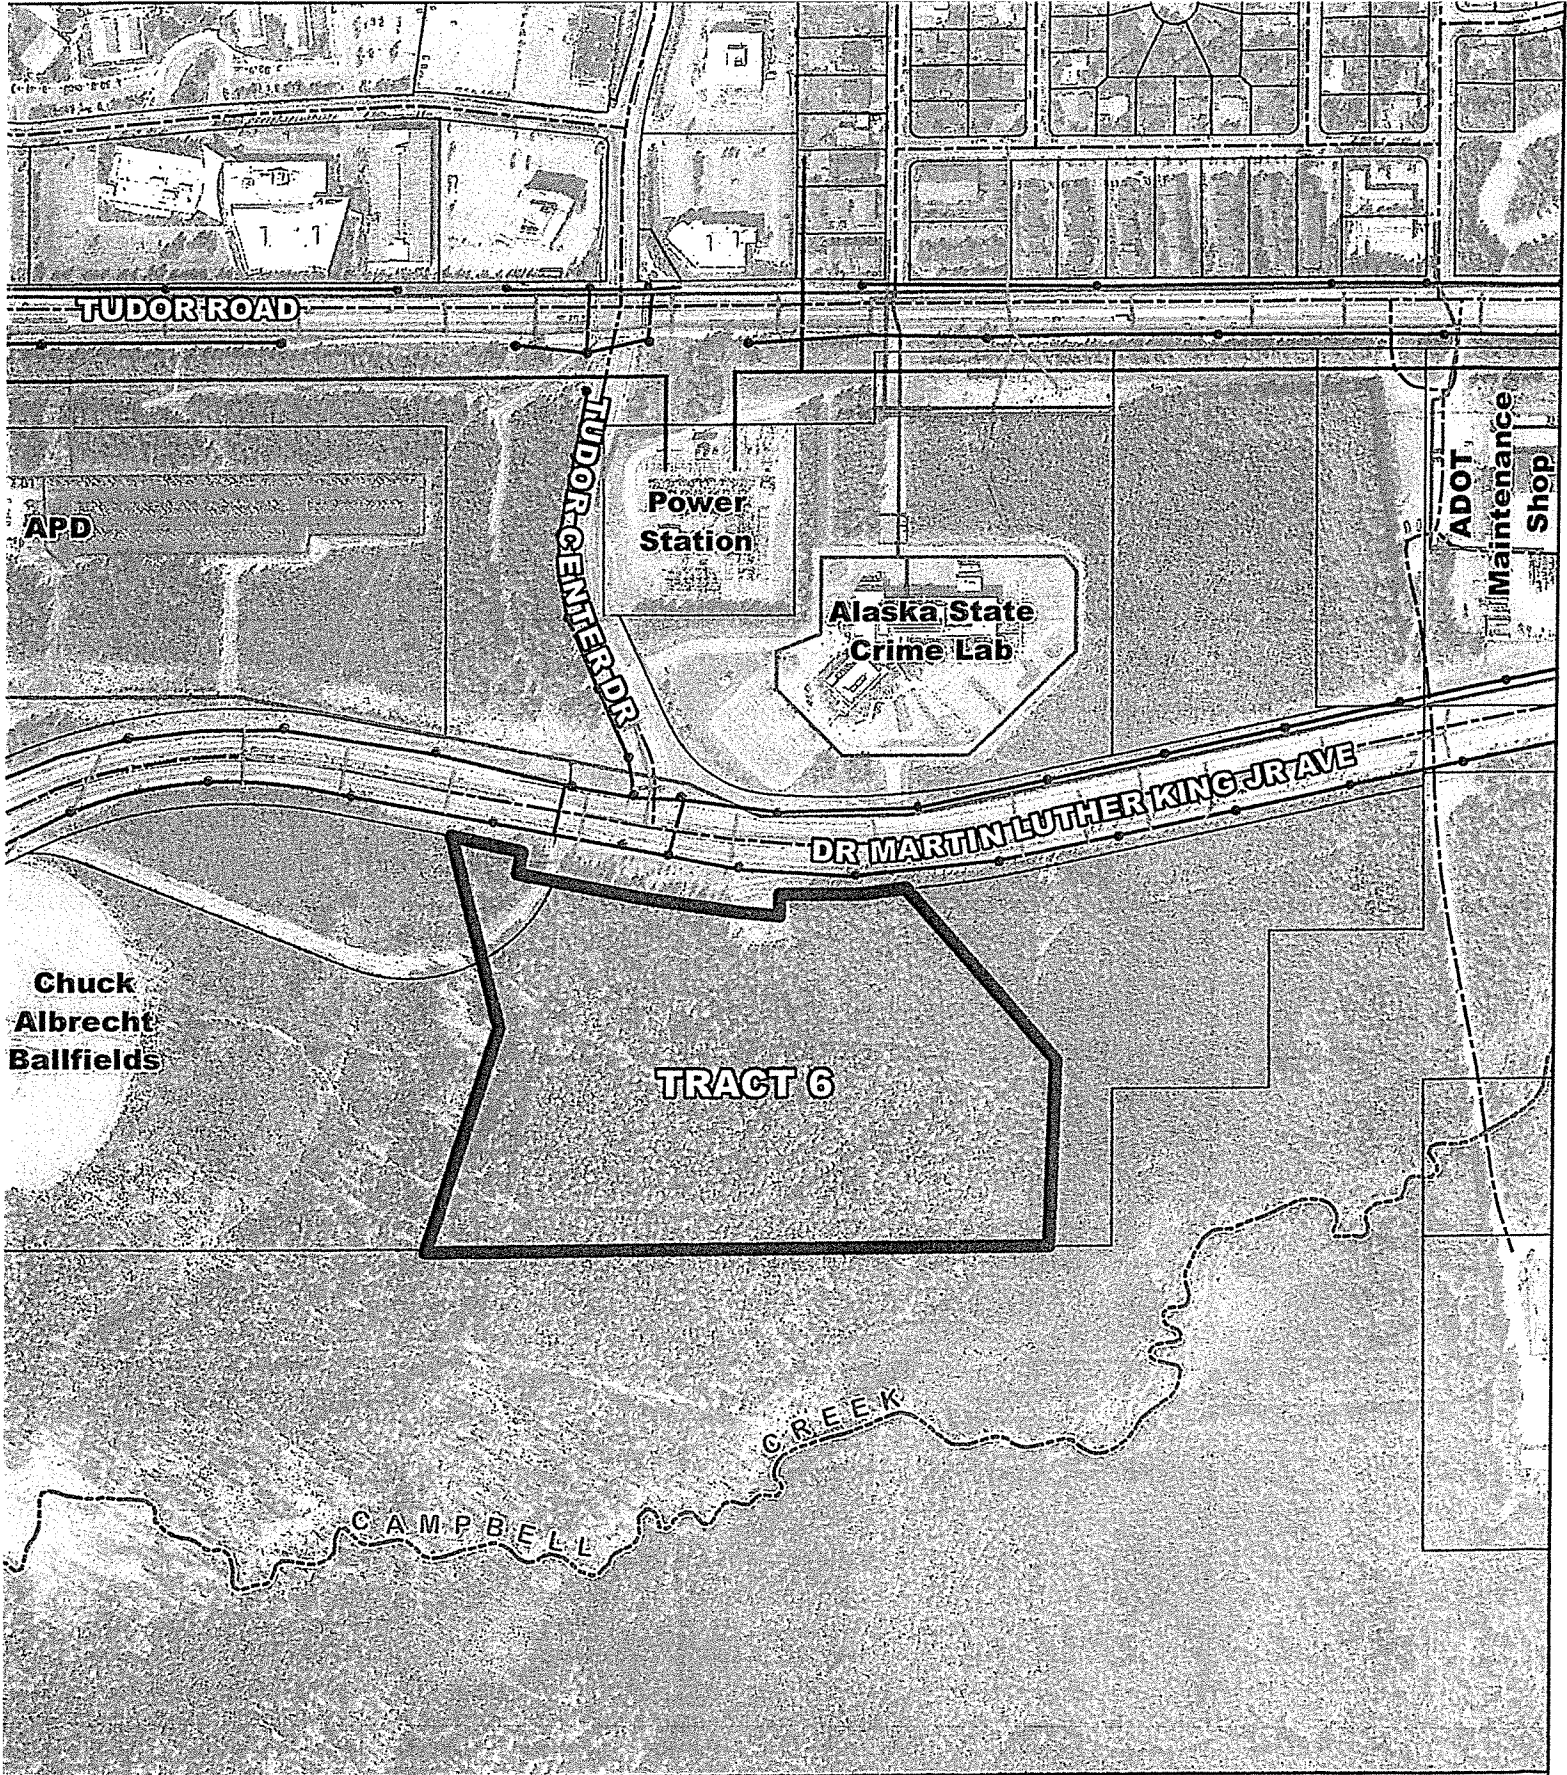 TUDOR ROAD
TUDOR CENTER DR
Power
Station
APD
ADOT
Maintenance
Shop
Alaska State
Crime Lab
DR MARTIN LUTHER KING JR AVE
Chuck
Albrecht
Ballfields
TRACT 6
CAMPBELL CREEK